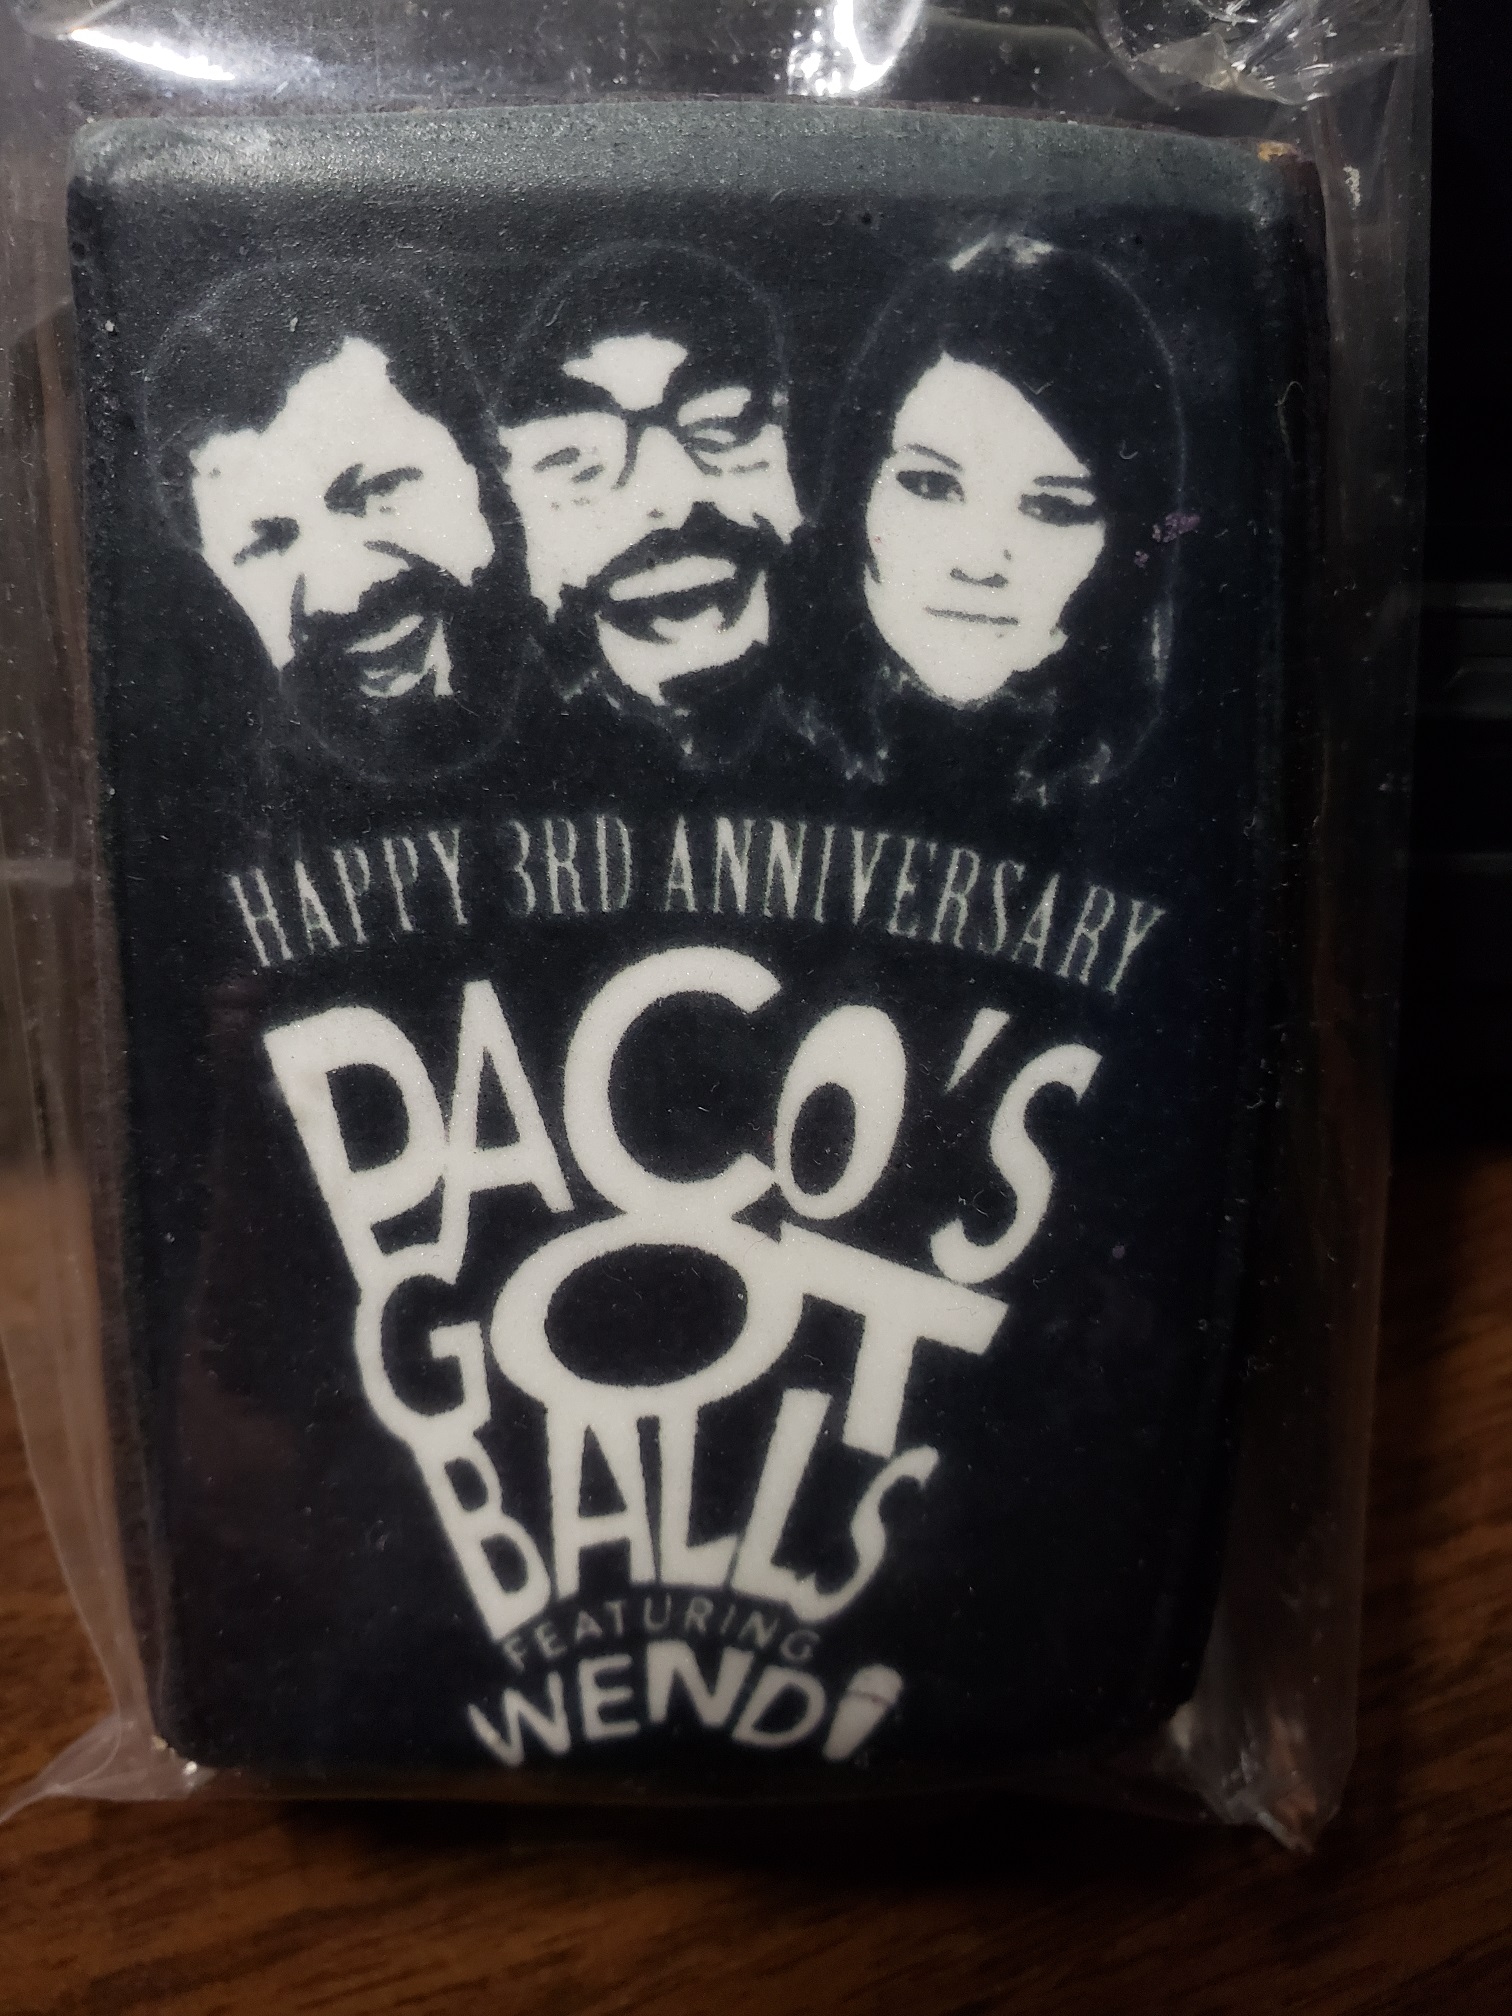 HAPPY 3RD ANNIVERSARY
PACO'S
GOT
BALLS
FEATURING
WENDI